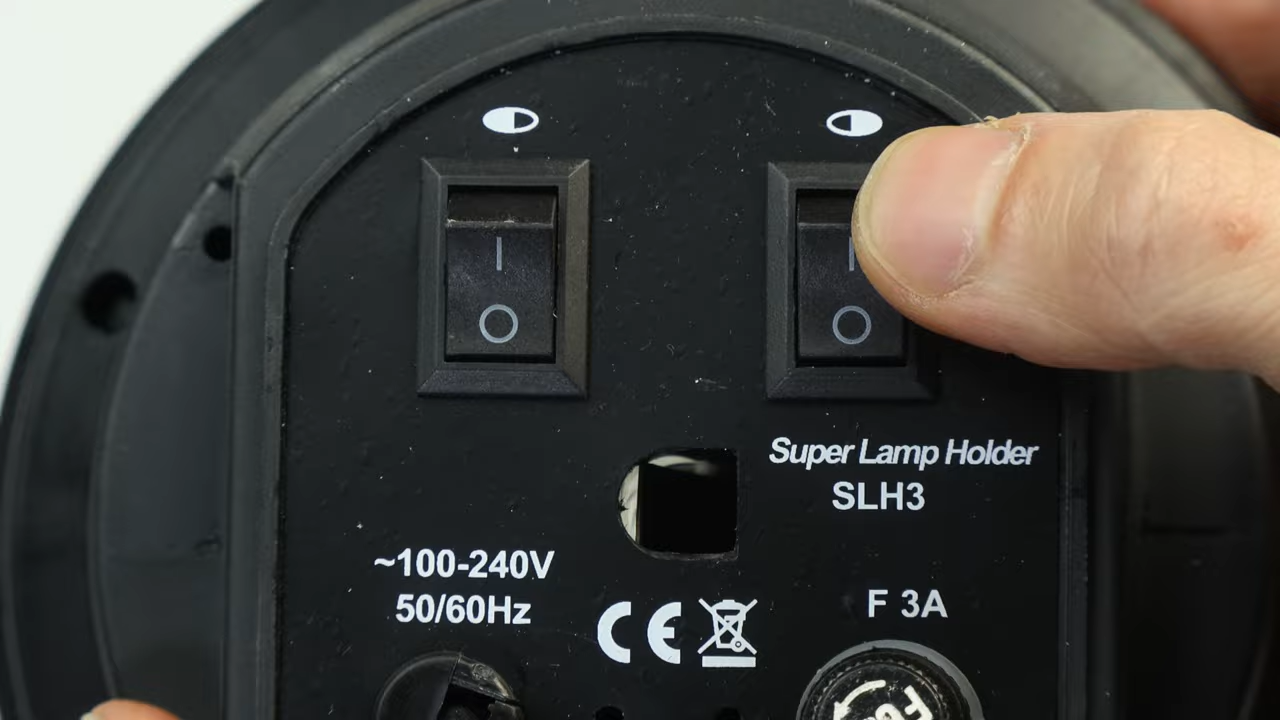 I
O
I
O
Super Lamp Holder
SLH3
~100-240V
50/60Hz
F 3A
CE